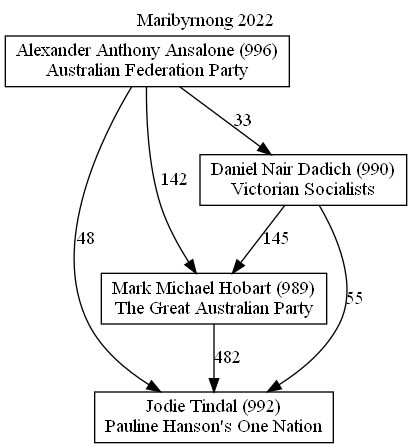 Maribyrnong 2022
Alexander Anthony Ansalone (996)
Australian Federation Party
33
Daniel Nair Dadich (990)
Victorian Socialists
142
48
145
Mark Michael Hobart (989)
The Great Australian Party
55
482
Jodie Tindal (992)
Pauline Hanson's One Nation